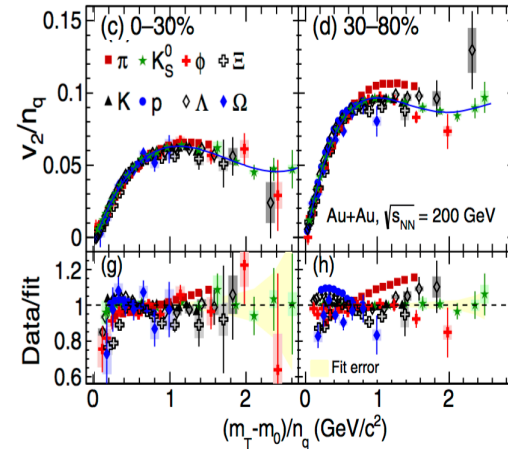 (c) 0–30%
(d) 30–80%
π K⁰S ϕ Ξ
K p Λ Ω
v₂/n_q
0.15
0.1
0.05
0
Au+Au, √s_NN = 200 GeV
(g)
(h)
Data/fit
1.2
1
0.8
0.6
Fit error
0 1 2 0 1 2
(m_T-m_0)/n_q (GeV/c²)